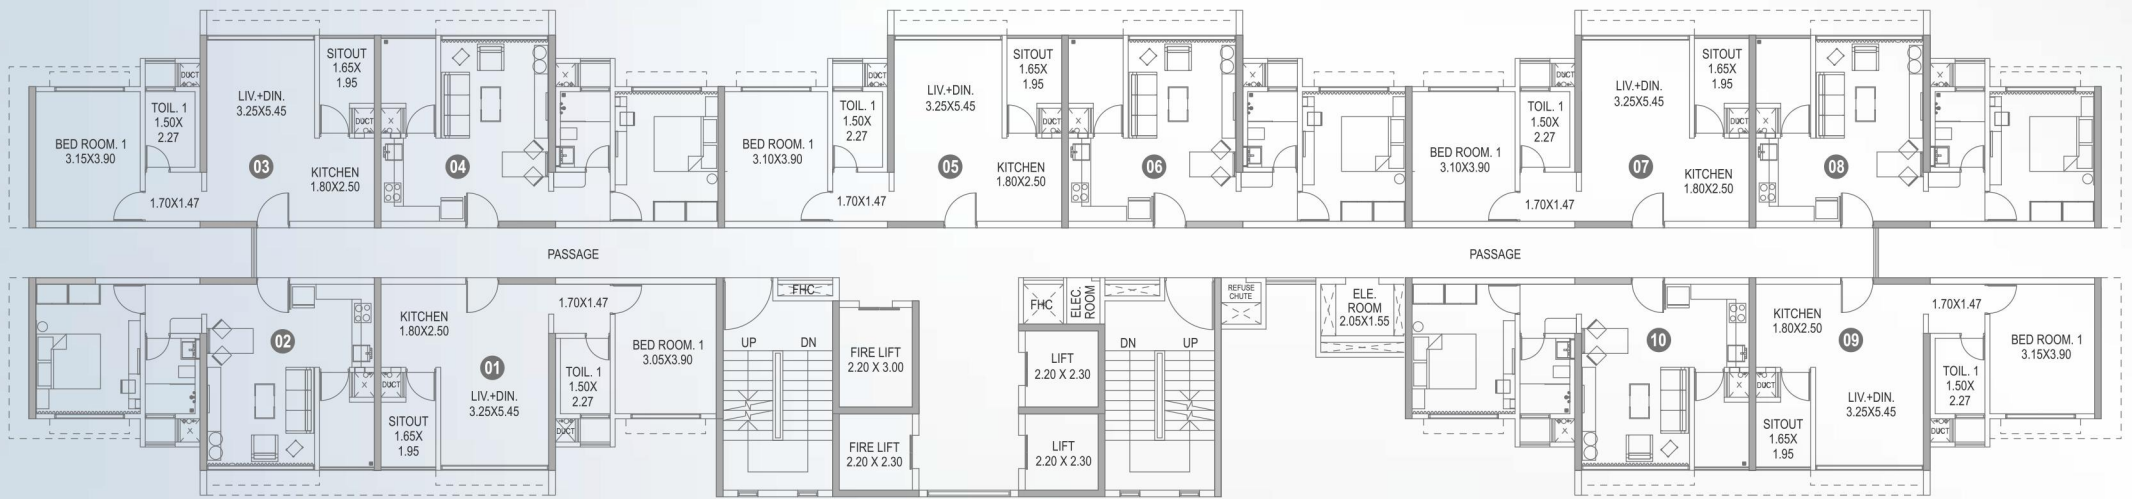 SITOUT
1.65X
1.95
DUCT
LIV.+DIN.
3.25X5.45
TOIL. 1
1.50X
2.27
BED ROOM. 1
3.15X3.90
DUCT
X
X
03
04
KITCHEN
1.80X2.50
1.70X1.47
SITOUT
1.65X
1.95
DUCT
LIV.+DIN.
3.25X5.45
TOIL. 1
1.50X
2.27
BED ROOM. 1
3.10X3.90
DUCT
X
X
05
06
KITCHEN
1.80X2.50
1.70X1.47
SITOUT
1.65X
1.95
DUCT
LIV.+DIN.
3.25X5.45
TOIL. 1
1.50X
2.27
BED ROOM. 1
3.10X3.90
DUCT
X
X
07
08
KITCHEN
1.80X2.50
1.70X1.47
PASSAGE
PASSAGE
02
X
X
DUCT
KITCHEN
1.80X2.50
01
LIV.+DIN.
3.25X5.45
SITOUT
1.65X
1.95
1.70X1.47
TOIL. 1
1.50X
2.27
DUCT
BED ROOM. 1
3.05X3.90
FHC
UP
DN
FIRE LIFT
2.20 X 3.00
FIRE LIFT
2.20 X 2.30
FHC
ELEC.
ROOM
LIFT
2.20 X 2.30
LIFT
2.20 X 2.30
DN
UP
REFUSE
CHUTE
ELE.
ROOM
2.05X1.55
10
X
X
DUCT
KITCHEN
1.80X2.50
09
LIV.+DIN.
3.25X5.45
SITOUT
1.65X
1.95
1.70X1.47
TOIL. 1
1.50X
2.27
DUCT
BED ROOM. 1
3.15X3.90